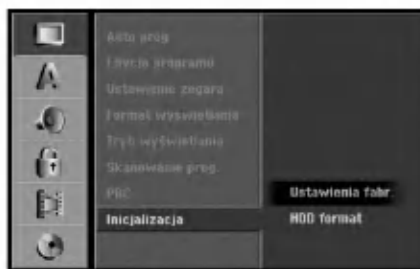 Auto prog.
Edycja programu
Ustawienie zegara
Format wyświetlania
Tryb wyświetlania
Skanowanie prog.
PBC
Inicjalizacja
Ustawienia fabr.
HDD format